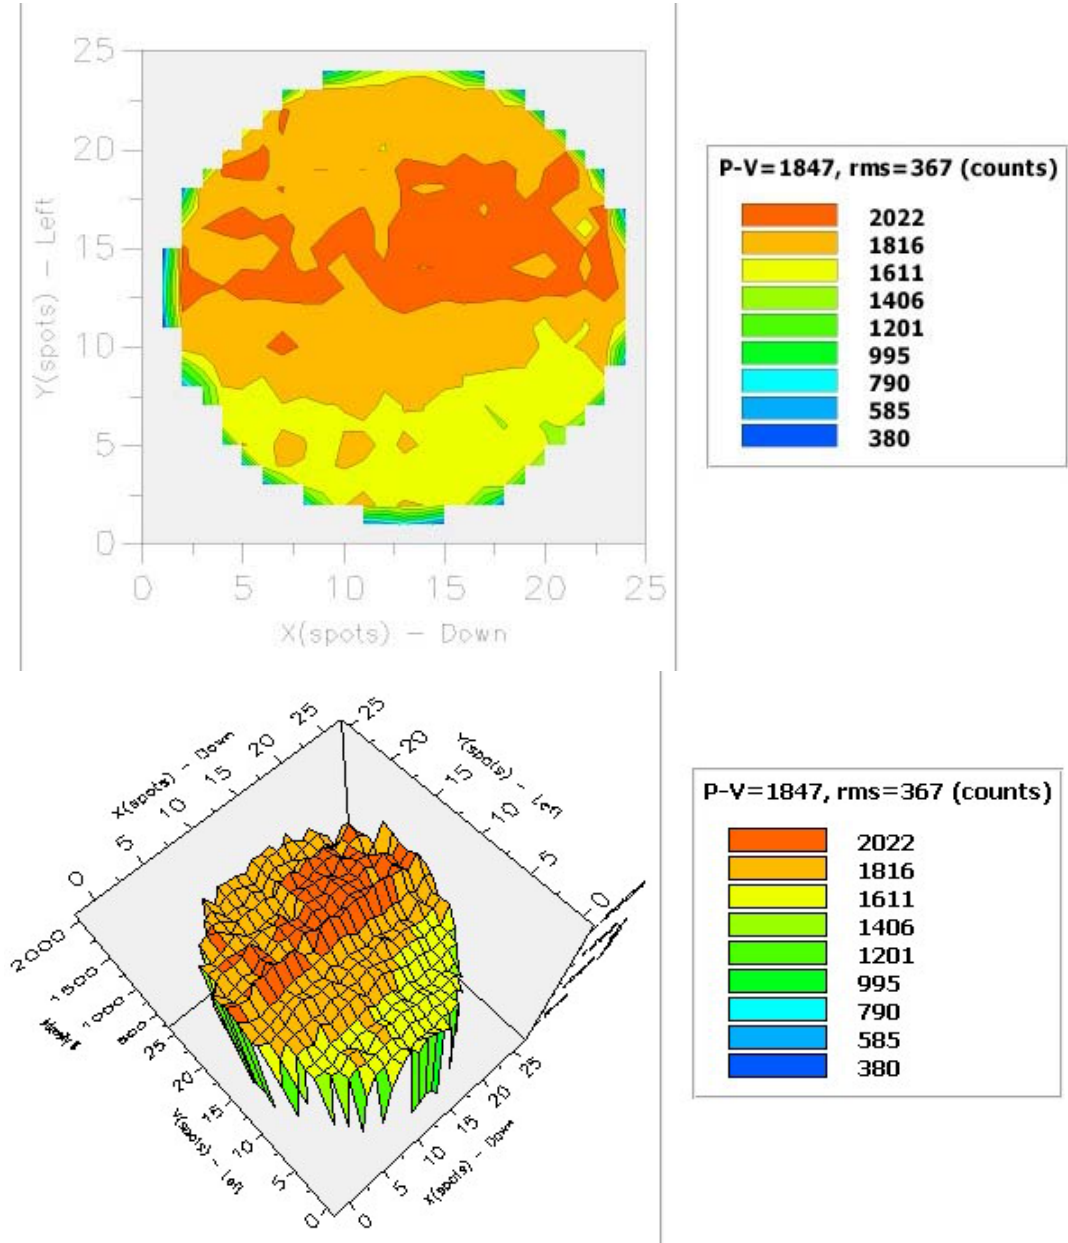 25
20
15
10
5
0
Y(spots) - Left
0 5 10 15 20 25
X(spots) - Down
P-V=1847, rms=367 (counts)
2022
1816
1611
1406
1201
995
790
585
380
X(spots) - Down
0 5 10 15 20 25
Y(spots) - Left
25 20 15 10 5 0
2000
1500
1000
500
25 20 15 10 5 0
Y(spots) - Left
0 5 10 15 20 25
X(spots) - Down
P-V=1847, rms=367 (counts)
2022
1816
1611
1406
1201
995
790
585
380